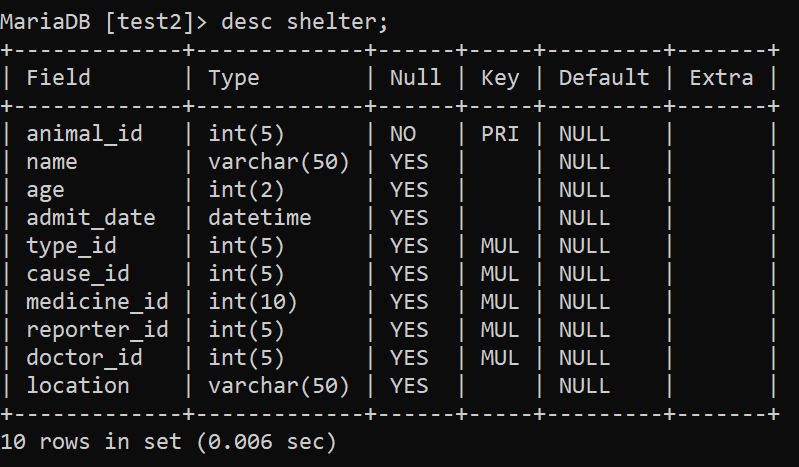 MariaDB [test2]> desc shelter;
+-------------+-------------+------+-----+---------+-------+
| Field       | Type        | Null | Key | Default | Extra |
+-------------+-------------+------+-----+---------+-------+
| animal_id   | int(5)      | NO   | PRI | NULL    |       |
| name        | varchar(50) | YES  |     | NULL    |       |
| age         | int(2)      | YES  |     | NULL    |       |
| admit_date  | datetime    | YES  |     | NULL    |       |
| type_id     | int(5)      | YES  | MUL | NULL    |       |
| cause_id    | int(5)      | YES  | MUL | NULL    |       |
| medicine_id | int(10)     | YES  | MUL | NULL    |       |
| reporter_id | int(5)      | YES  | MUL | NULL    |       |
| doctor_id   | int(5)      | YES  | MUL | NULL    |       |
| location    | varchar(50) | YES  |     | NULL    |       |
+-------------+-------------+------+-----+---------+-------+
10 rows in set (0.006 sec)